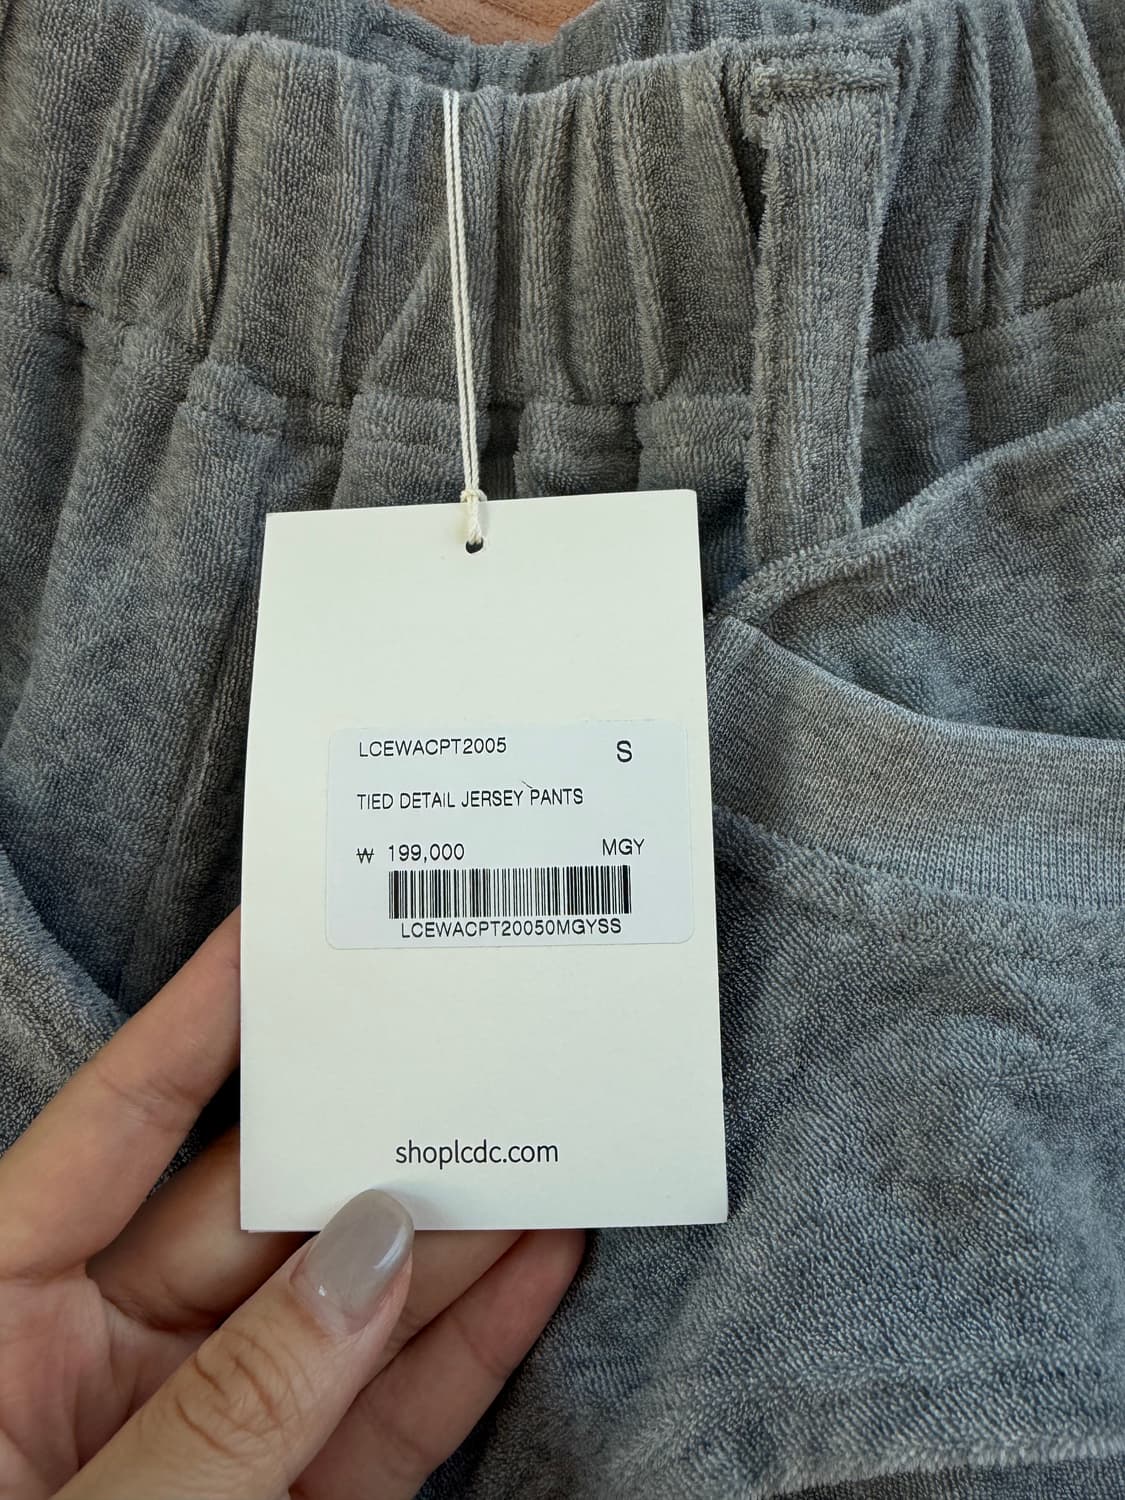 LCEWACPT2005 S
TIED DETAIL JERSEY PANTS
₩ 199,000 MGY
LCEWACPT20050MGYSS
shoplcdc.com